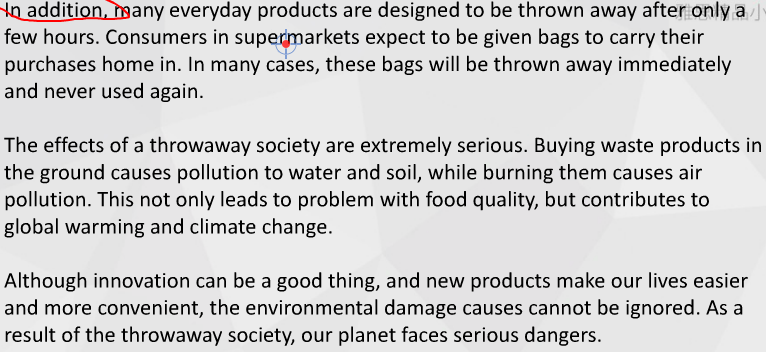 In addition, many everyday products are designed to be thrown away after only a
few hours. Consumers in supermarkets expect to be given bags to carry their
purchases home in. In many cases, these bags will be thrown away immediately
and never used again.
The effects of a throwaway society are extremely serious. Buying waste products in
the ground causes pollution to water and soil, while burning them causes air
pollution. This not only leads to problem with food quality, but contributes to
global warming and climate change.
Although innovation can be a good thing, and new products make our lives easier
and more convenient, the environmental damage causes cannot be ignored. As a
result of the throwaway society, our planet faces serious dangers.